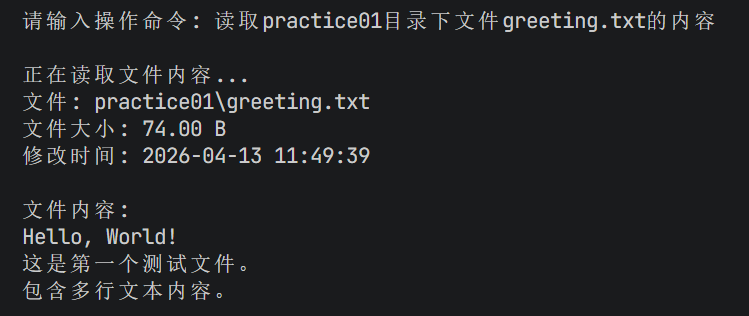 请输入操作命令: 读取practice01目录下文件greeting.txt的内容
正在读取文件内容...
文件: practice01\greeting.txt
文件大小: 74.00 B
修改时间: 2026-04-13 11:49:39
文件内容:
Hello, World!
这是第一个测试文件。
包含多行文本内容。